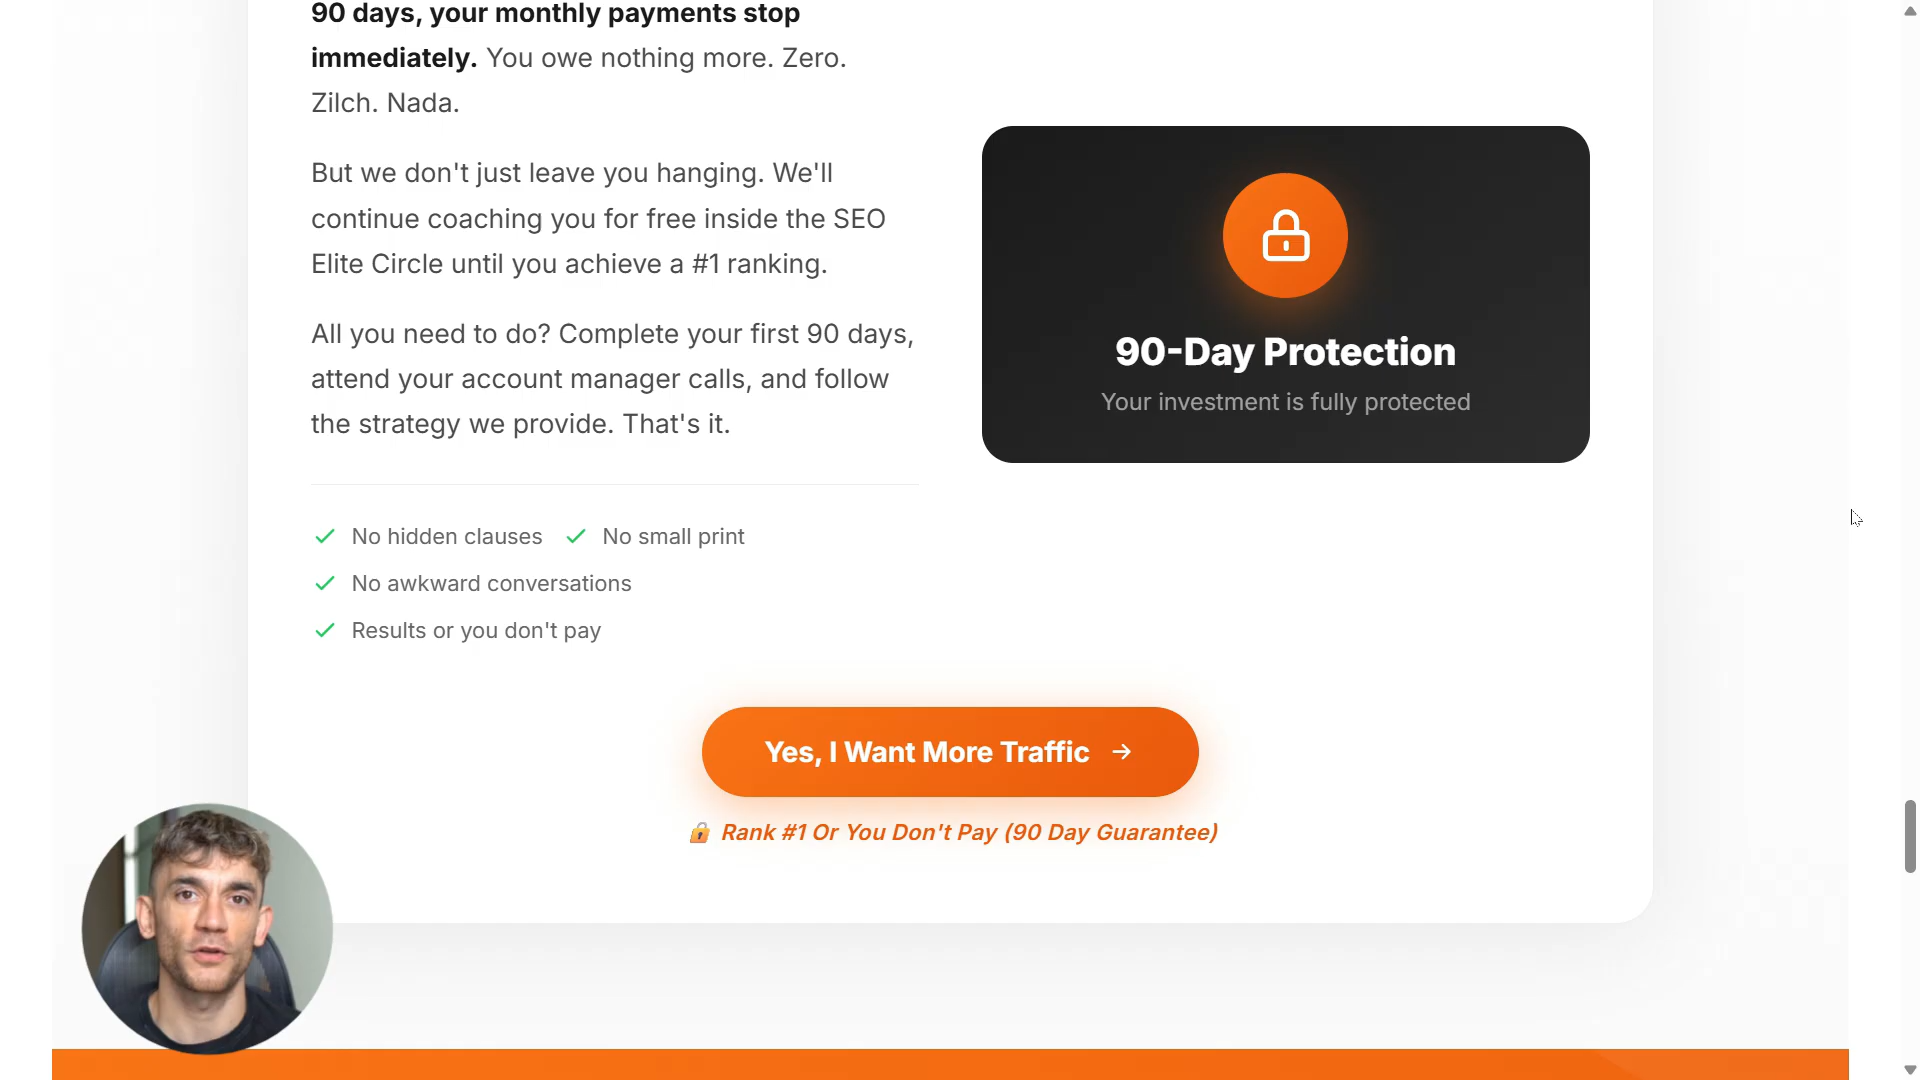 90 days, your monthly payments stop
immediately. You owe nothing more. Zero.
Zilch. Nada.
But we don't just leave you hanging. We'll
continue coaching you for free inside the SEO
Elite Circle until you achieve a #1 ranking.
All you need to do? Complete your first 90 days,
attend your account manager calls, and follow
the strategy we provide. That's it.
No hidden clauses
No small print
No awkward conversations
Results or you don't pay
90-Day Protection
Your investment is fully protected
Yes, I Want More Traffic →
Rank #1 Or You Don't Pay (90 Day Guarantee)